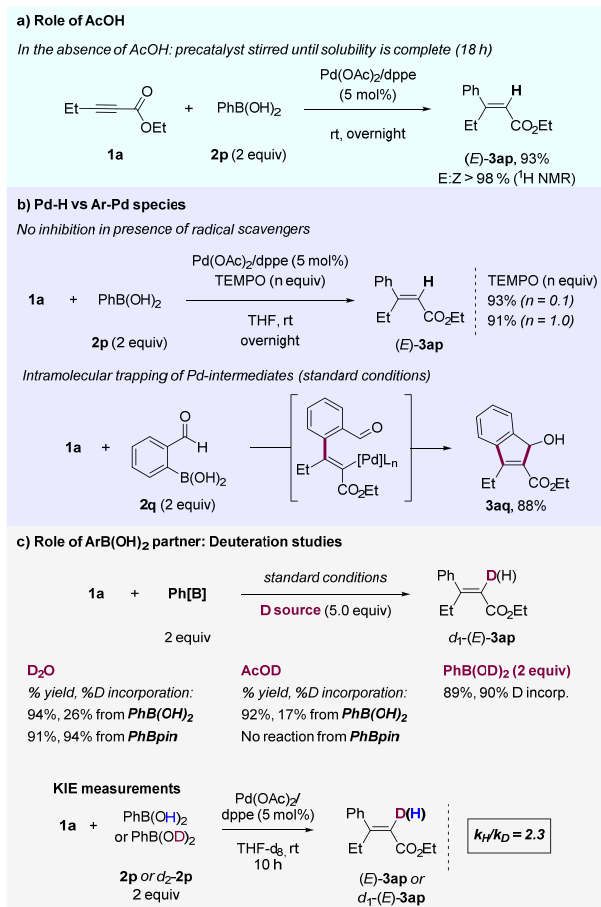 a) Role of AcOH
In the absence of AcOH: precatalyst stirred until solubility is complete (18 h)
Et
O
OEt
1a
+
PhB(OH)2
2p (2 equiv)
Pd(OAc)2/dppe
(5 mol%)
rt, overnight
Ph
H
Et
CO2Et
(E)-3ap, 93%
E:Z > 98 % (1H NMR)
b) Pd-H vs Ar-Pd species
No inhibition in presence of radical scavengers
1a
+
PhB(OH)2
2p (2 equiv)
Pd(OAc)2/dppe (5 mol%)
TEMPO (n equiv)
THF, rt
overnight
Ph
H
Et
CO2Et
(E)-3ap
TEMPO (n equiv)
93% (n = 0.1)
91% (n = 1.0)
Intramolecular trapping of Pd-intermediates (standard conditions)
1a
+
O
H
B(OH)2
2q (2 equiv)
O
Et
[Pd]Ln
CO2Et
OH
Et
CO2Et
3aq, 88%
c) Role of ArB(OH)2 partner: Deuteration studies
1a
+
Ph[B]
2 equiv
standard conditions
D source (5.0 equiv)
Ph
D(H)
Et
CO2Et
d1-(E)-3ap
D2O
% yield, %D incorporation:
94%, 26% from PhB(OH)2
91%, 94% from PhBpin
AcOD
% yield, %D incorporation:
92%, 17% from PhB(OH)2
No reaction from PhBpin
PhB(OD)2 (2 equiv)
89%, 90% D incorp.
KIE measurements
1a
+
PhB(OH)2
or PhB(OD)2
2p or d2-2p
2 equiv
Pd(OAc)2/
dppe (5 mol%)
THF-d8, rt
10 h
Ph
D(H)
Et
CO2Et
(E)-3ap or
d1-(E)-3ap
kH/kD = 2.3